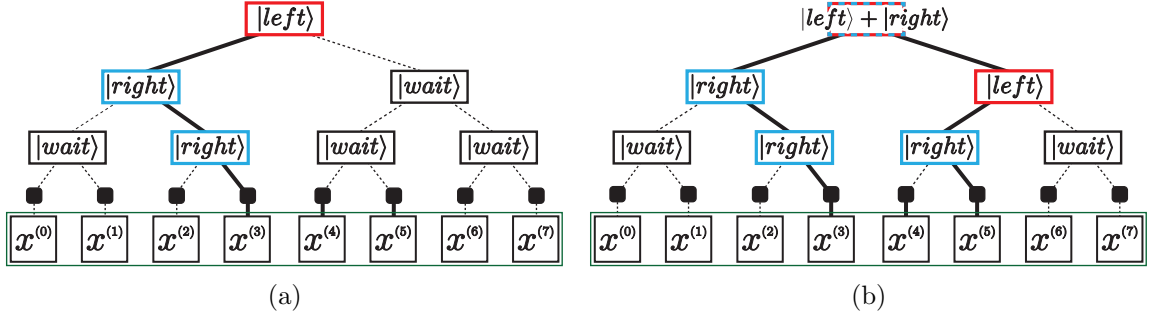 |left⟩ |left⟩ + |right⟩
|right⟩ |wait⟩ |right⟩ |left⟩
|wait⟩ |right⟩ |wait⟩ |wait⟩ |wait⟩ |right⟩ |right⟩ |wait⟩
x⁽⁰⁾ x⁽¹⁾ x⁽²⁾ x⁽³⁾ x⁽⁴⁾ x⁽⁵⁾ x⁽⁶⁾ x⁽⁷⁾ x⁽⁰⁾ x⁽¹⁾ x⁽²⁾ x⁽³⁾ x⁽⁴⁾ x⁽⁵⁾ x⁽⁶⁾ x⁽⁷⁾
(a) (b)